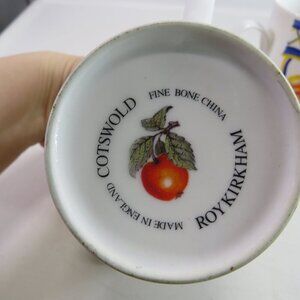 COTSWOLD
FINE BONE CHINA
MADE IN ENGLAND
ROY KIRKHAM